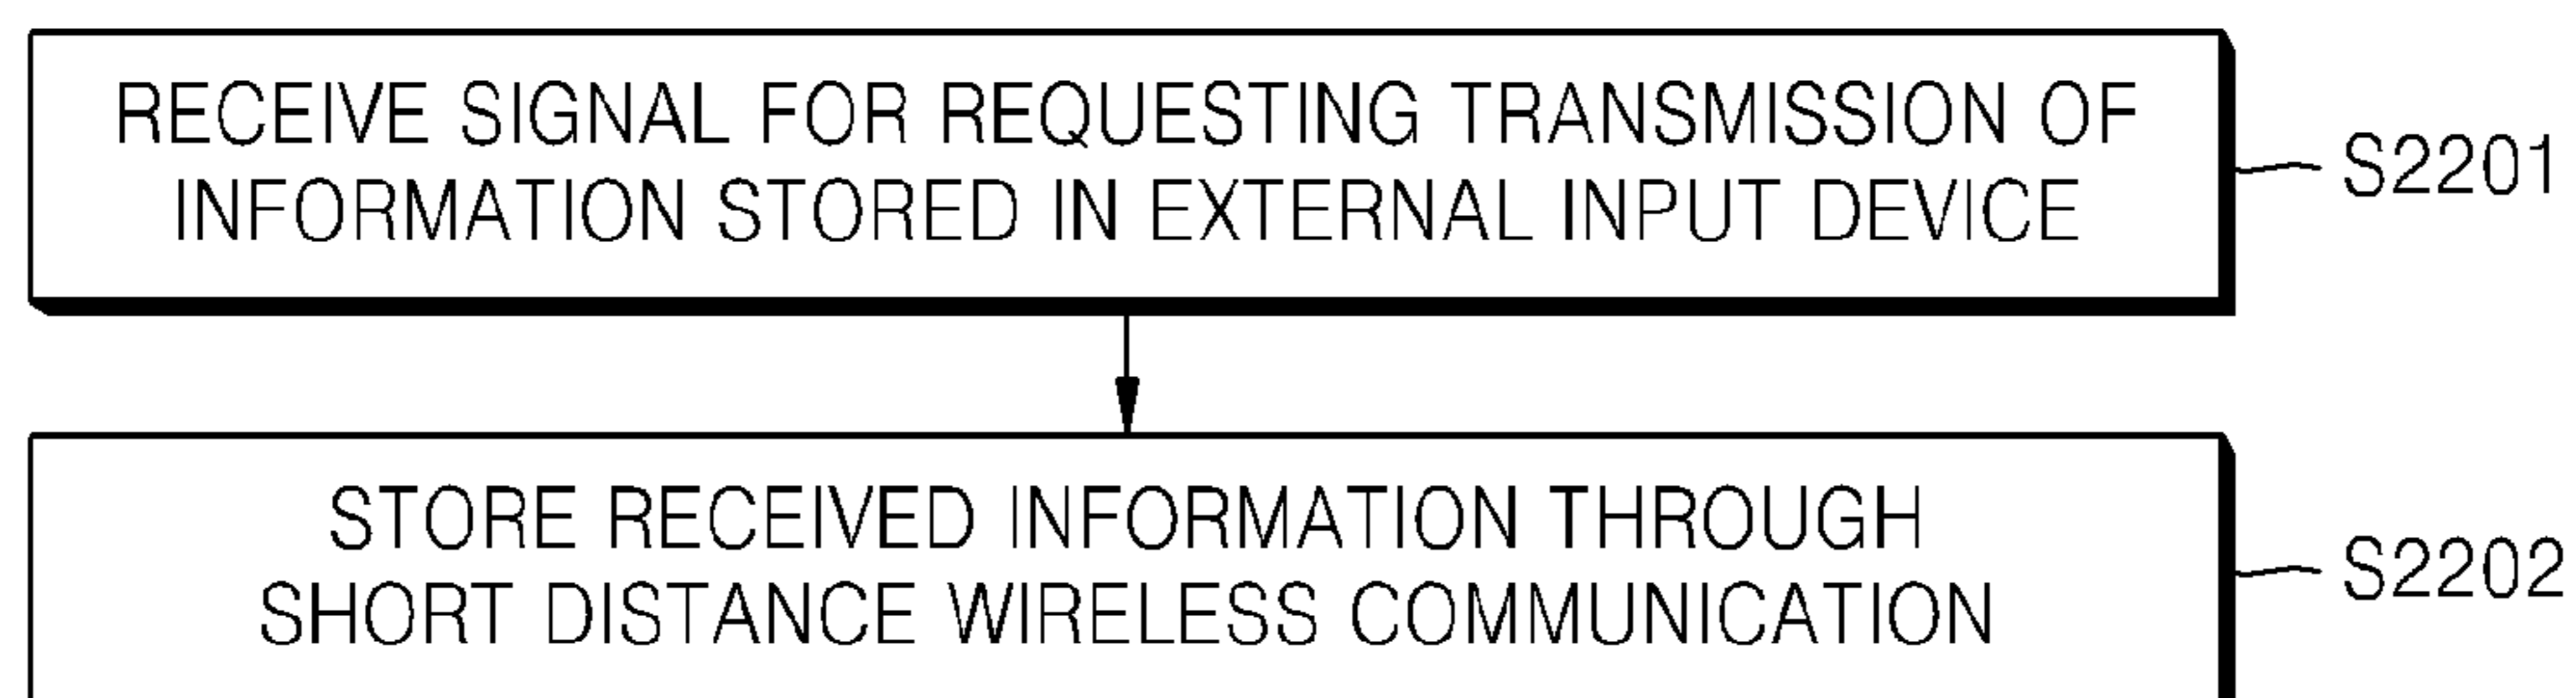 RECEIVE SIGNAL FOR REQUESTING TRANSMISSION OF
INFORMATION STORED IN EXTERNAL INPUT DEVICE
S2201
STORE RECEIVED INFORMATION THROUGH
SHORT DISTANCE WIRELESS COMMUNICATION
S2202